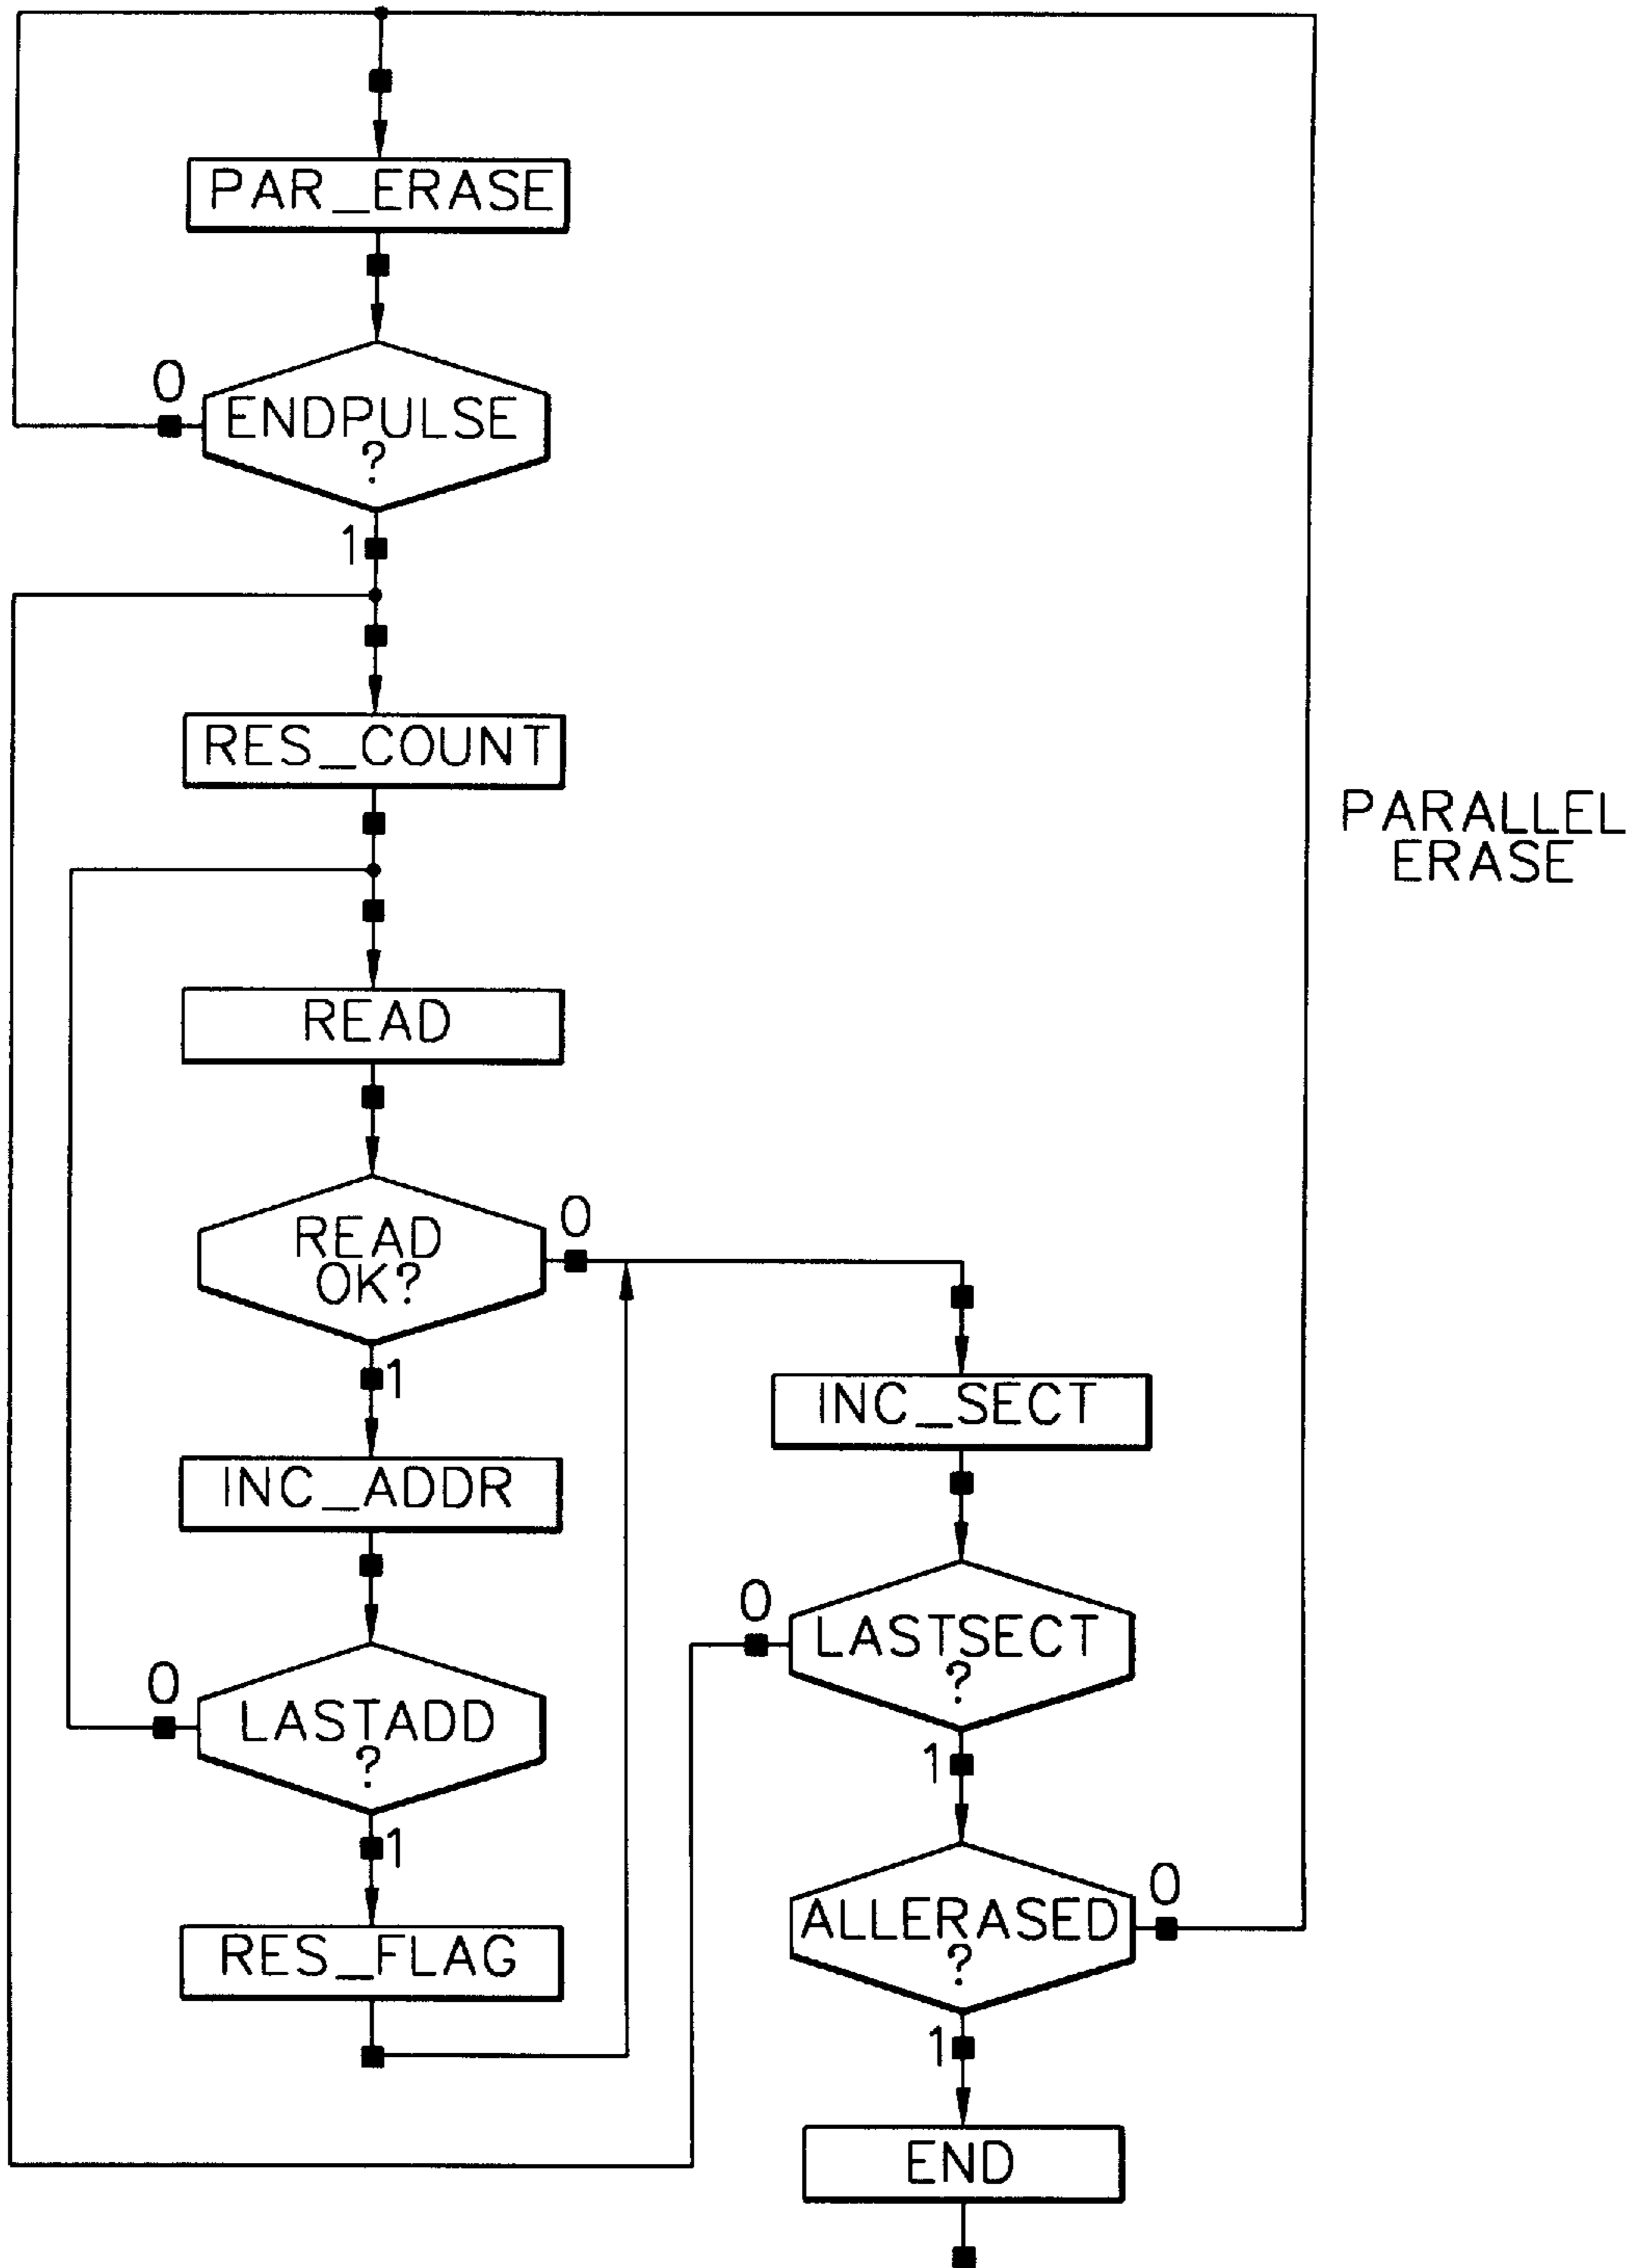 PAR_ERASE
0
ENDPULSE
?
1
RES_COUNT
PARALLEL
ERASE
READ
READ
OK?
0
1
INC_ADDR
LASTADD
?
0
1
RES_FLAG
INC_SECT
0
LASTSECT
?
1
ALLERASED
?
0
1
END